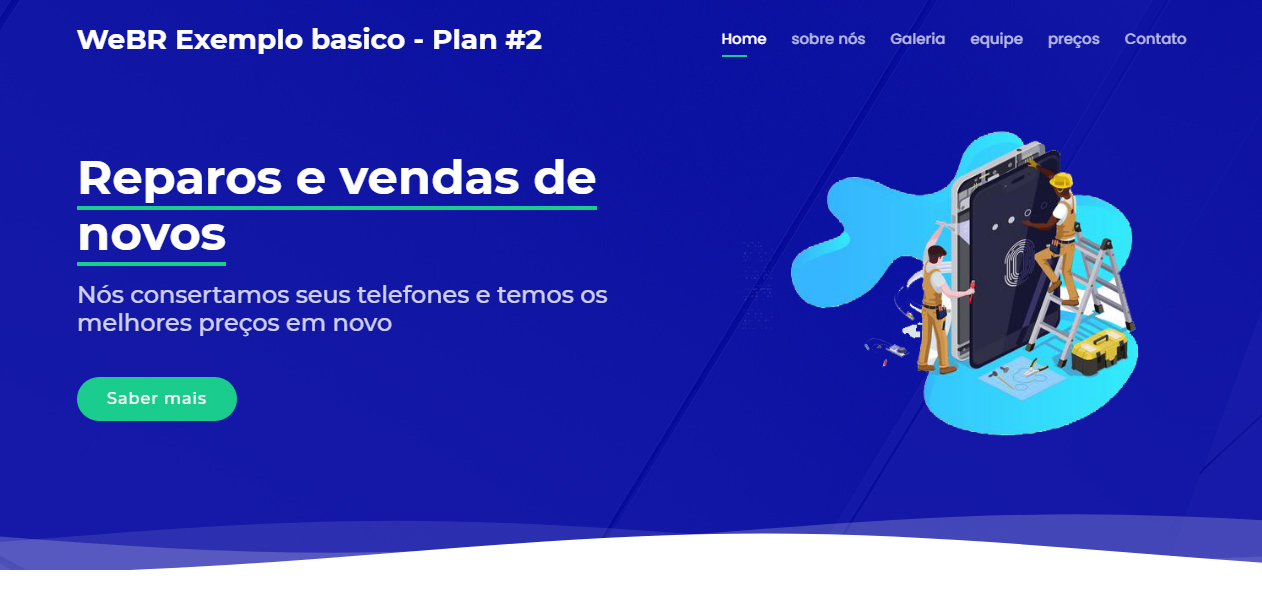 WeBR Exemplo basico - Plan #2
Home sobre nós Galeria equipe preços Contato
Reparos e vendas de
novos
Nós consertamos seus telefones e temos os
melhores preços em novo
Saber mais